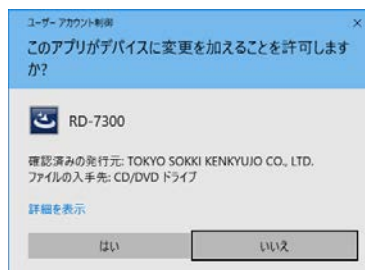 ユーザー アカウント制御
このアプリがデバイスに変更を加えることを許可します
か?
RD-7300
確認済みの発行元: TOKYO SOKKI KENKYUJO CO., LTD.
ファイルの入手先: CD/DVD ドライブ
詳細を表示
はい
いいえ